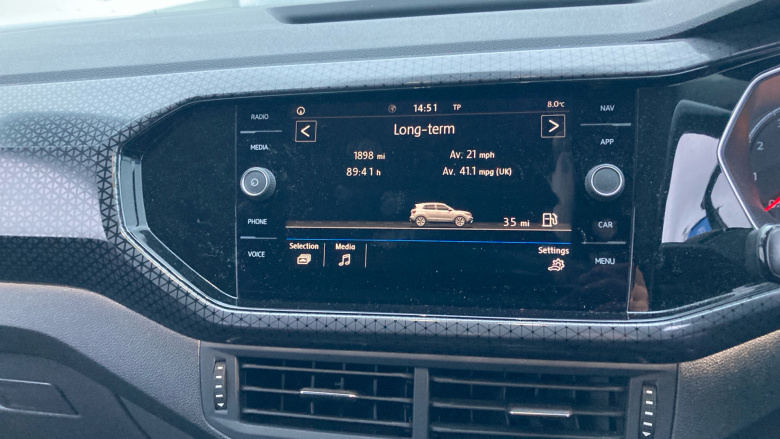 RADIO
MEDIA
PHONE
VOICE
14:51 TP 8.0°C
< Long-term >
1898 mi Av. 21 mph
89:41 h Av. 41.1 mpg (UK)
35 mi
Selection Media Settings
NAV
APP
CAR
MENU
2